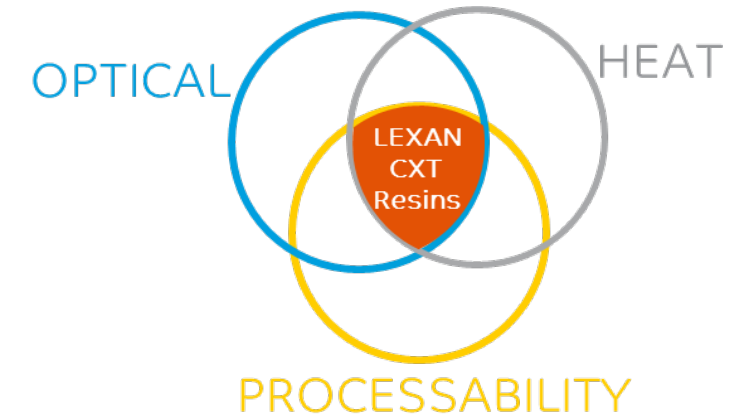 OPTICAL
HEAT
LEXAN
CXT
Resins
PROCESSABILITY